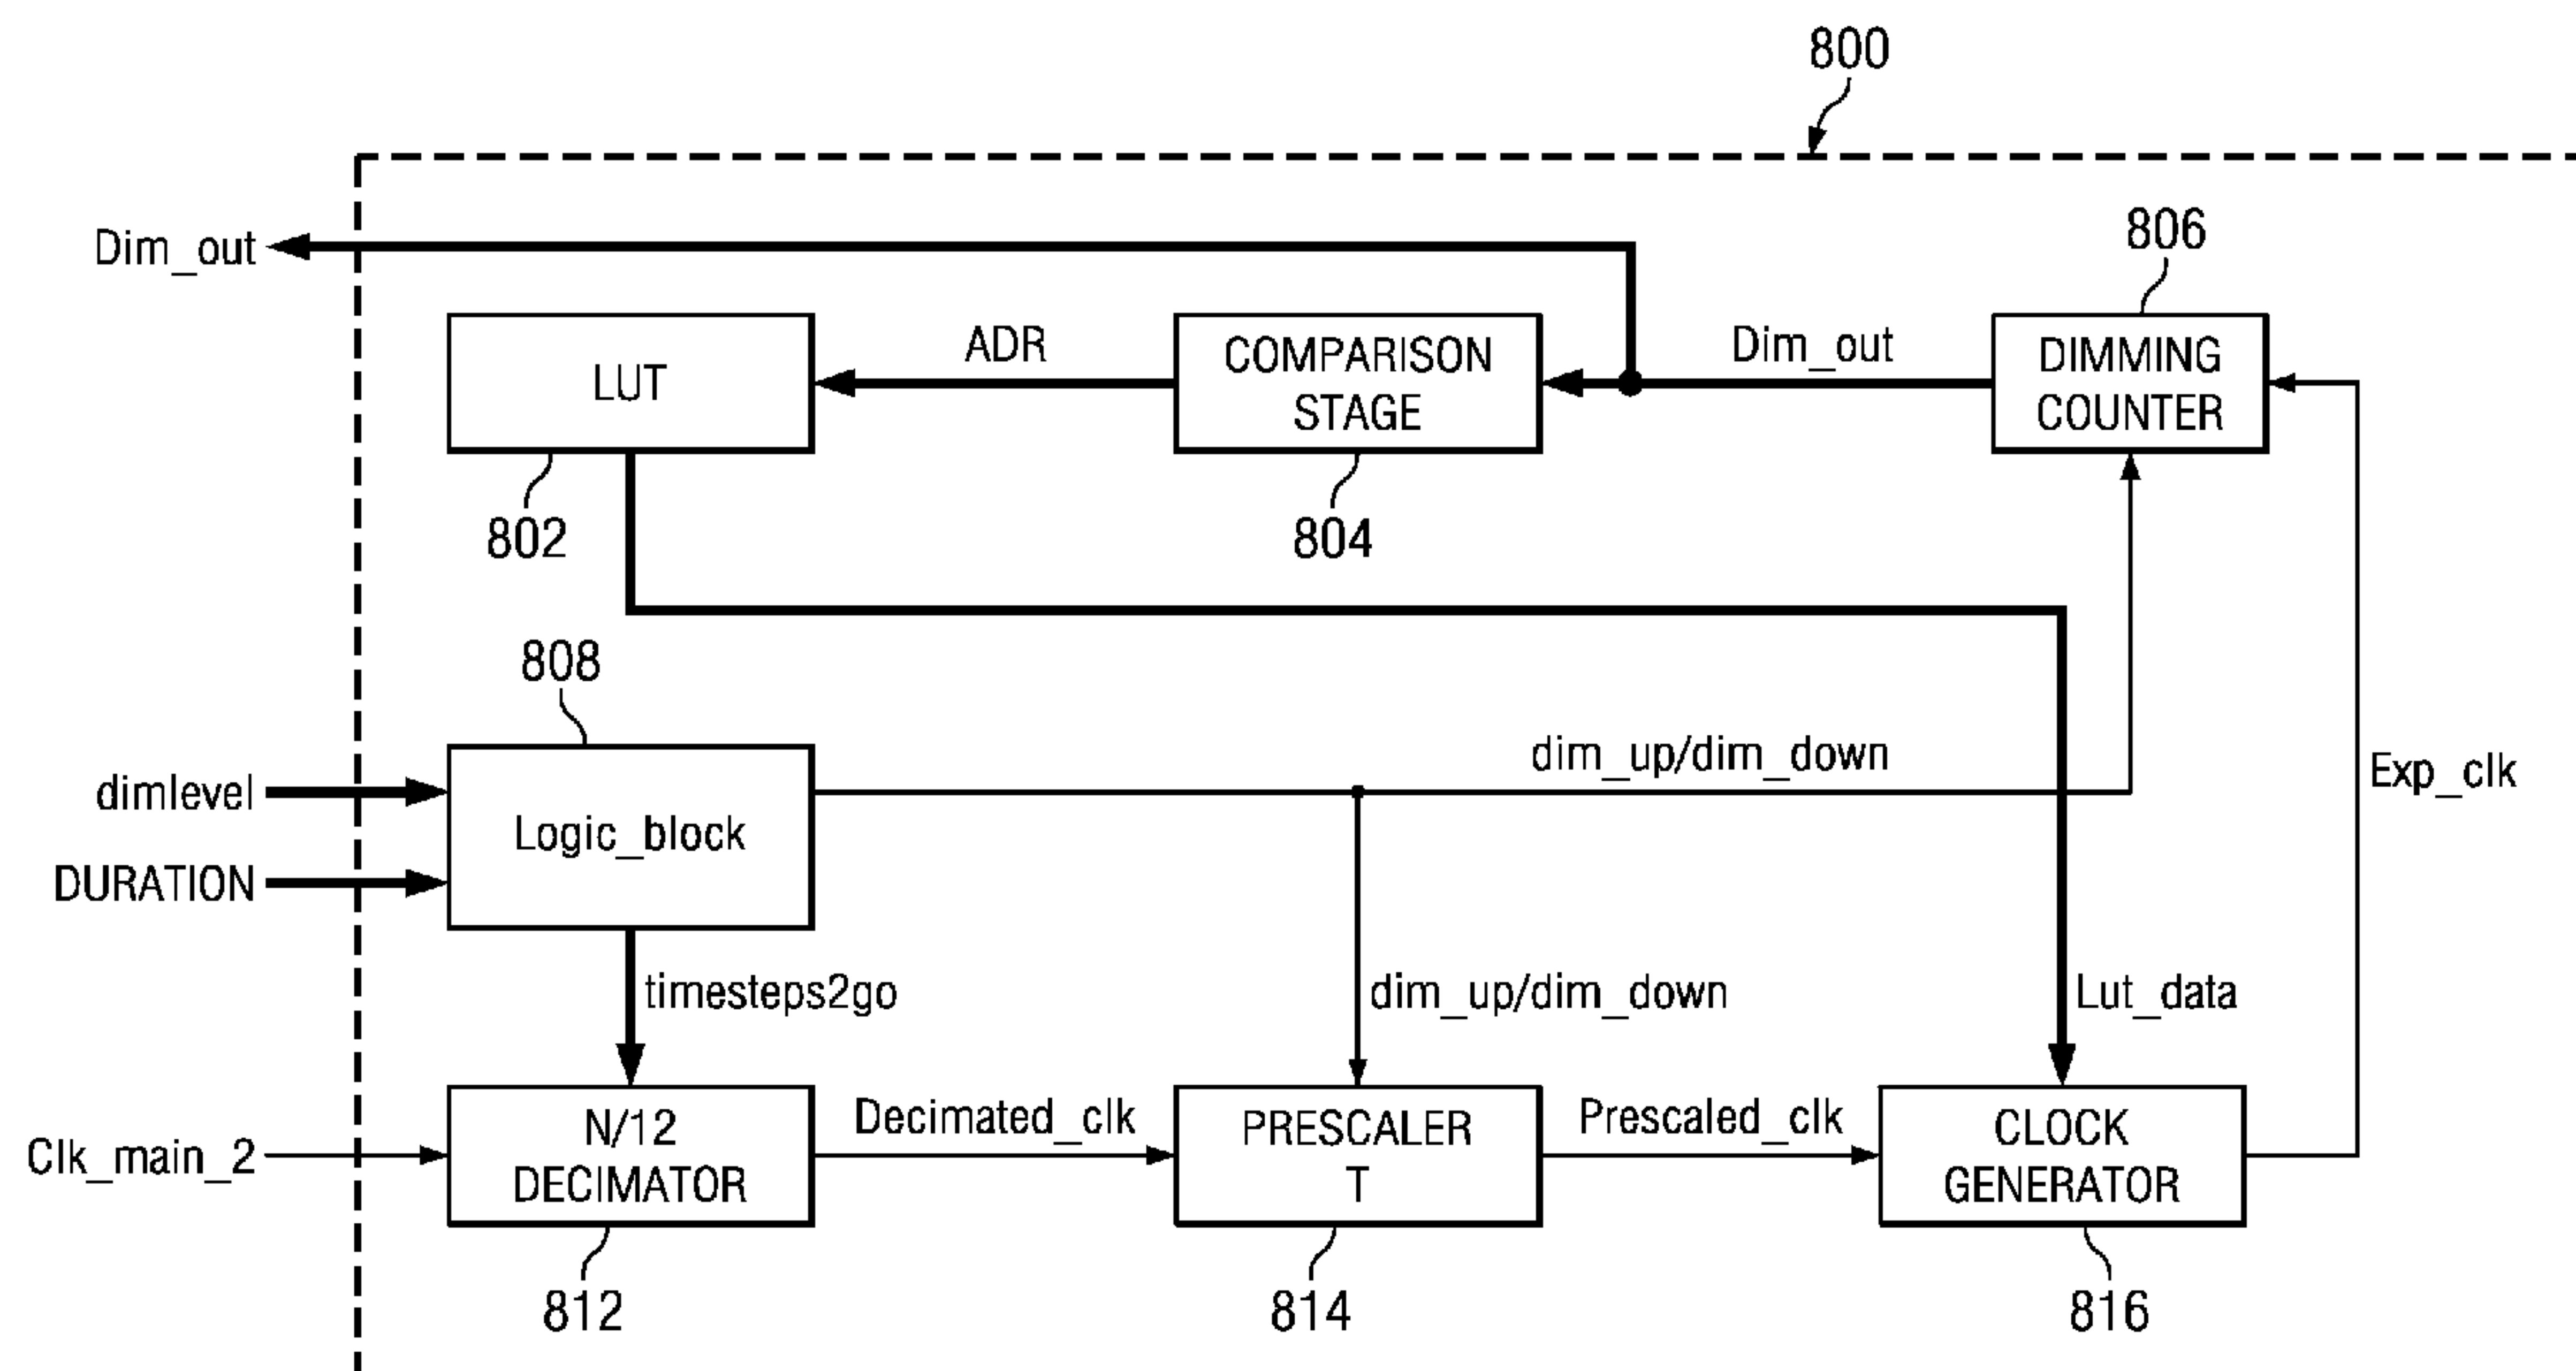 800
Dim_out
806
LUT
ADR
COMPARISON
STAGE
Dim_out
DIMMING
COUNTER
802
804
808
dimlevel
DURATION
Logic_block
dim_up/dim_down
Exp_clk
timesteps2go
dim_up/dim_down
Lut_data
Clk_main_2
N/12
DECIMATOR
Decimated_clk
PRESCALER
T
Prescaled_clk
CLOCK
GENERATOR
812
814
816